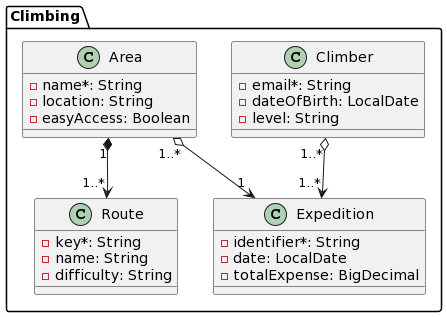 Climbing
C Area
name*: String
location: String
easyAccess: Boolean
C Climber
email*: String
dateOfBirth: LocalDate
level: String
1
1..*
1..*
1..*
1
1..*
C Route
key*: String
name: String
difficulty: String
C Expedition
identifier*: String
date: LocalDate
totalExpense: BigDecimal